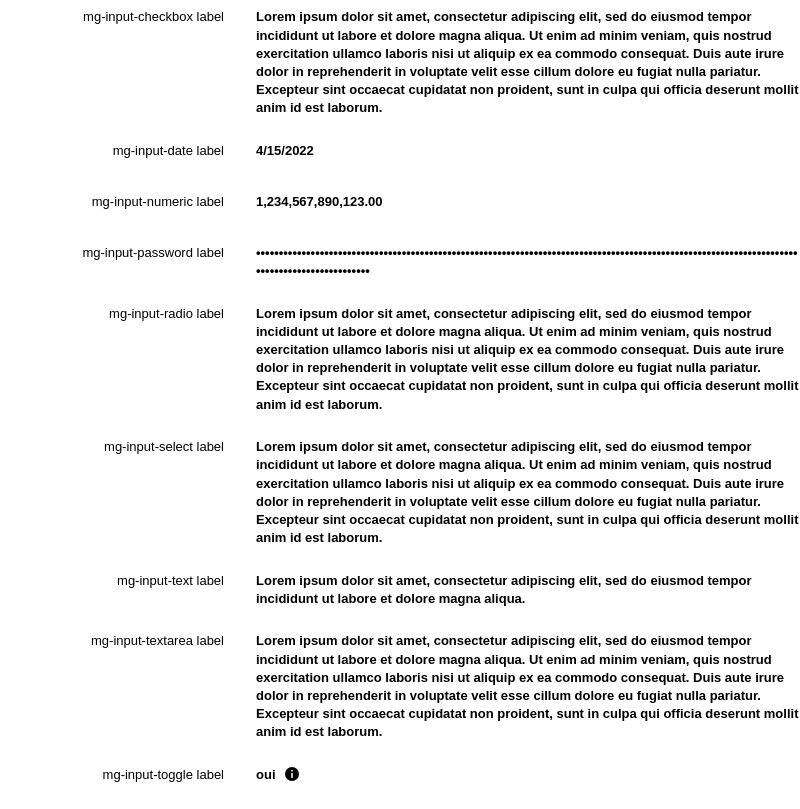 mg-input-checkbox label
Lorem ipsum dolor sit amet, consectetur adipiscing elit, sed do eiusmod tempor
incididunt ut labore et dolore magna aliqua. Ut enim ad minim veniam, quis nostrud
exercitation ullamco laboris nisi ut aliquip ex ea commodo consequat. Duis aute irure
dolor in reprehenderit in voluptate velit esse cillum dolore eu fugiat nulla pariatur.
Excepteur sint occaecat cupidatat non proident, sunt in culpa qui officia deserunt mollit
anim id est laborum.
mg-input-date label
4/15/2022
mg-input-numeric label
1,234,567,890,123.00
mg-input-password label
mg-input-radio label
Lorem ipsum dolor sit amet, consectetur adipiscing elit, sed do eiusmod tempor
incididunt ut labore et dolore magna aliqua. Ut enim ad minim veniam, quis nostrud
exercitation ullamco laboris nisi ut aliquip ex ea commodo consequat. Duis aute irure
dolor in reprehenderit in voluptate velit esse cillum dolore eu fugiat nulla pariatur.
Excepteur sint occaecat cupidatat non proident, sunt in culpa qui officia deserunt mollit
anim id est laborum.
mg-input-select label
Lorem ipsum dolor sit amet, consectetur adipiscing elit, sed do eiusmod tempor
incididunt ut labore et dolore magna aliqua. Ut enim ad minim veniam, quis nostrud
exercitation ullamco laboris nisi ut aliquip ex ea commodo consequat. Duis aute irure
dolor in reprehenderit in voluptate velit esse cillum dolore eu fugiat nulla pariatur.
Excepteur sint occaecat cupidatat non proident, sunt in culpa qui officia deserunt mollit
anim id est laborum.
mg-input-text label
Lorem ipsum dolor sit amet, consectetur adipiscing elit, sed do eiusmod tempor
incididunt ut labore et dolore magna aliqua.
mg-input-textarea label
Lorem ipsum dolor sit amet, consectetur adipiscing elit, sed do eiusmod tempor
incididunt ut labore et dolore magna aliqua. Ut enim ad minim veniam, quis nostrud
exercitation ullamco laboris nisi ut aliquip ex ea commodo consequat. Duis aute irure
dolor in reprehenderit in voluptate velit esse cillum dolore eu fugiat nulla pariatur.
Excepteur sint occaecat cupidatat non proident, sunt in culpa qui officia deserunt mollit
anim id est laborum.
mg-input-toggle label
oui